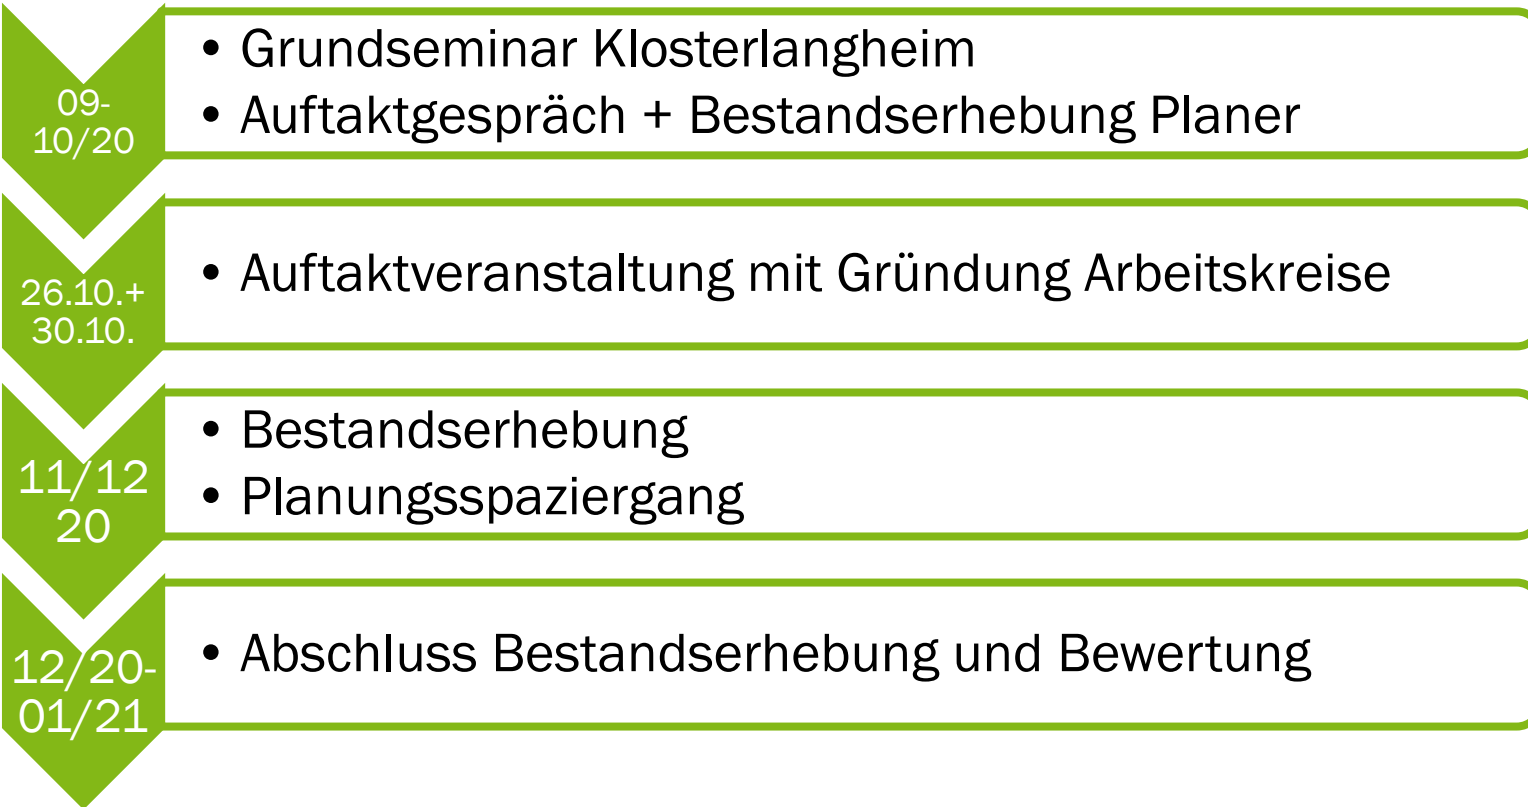 09-
10/20
• Grundseminar Klosterlangheim
• Auftaktgespräch + Bestandserhebung Planer
26.10.+
30.10.
• Auftaktveranstaltung mit Gründung Arbeitskreise
11/12
20
• Bestandserhebung
• Planungsspaziergang
12/20-
01/21
• Abschluss Bestandserhebung und Bewertung